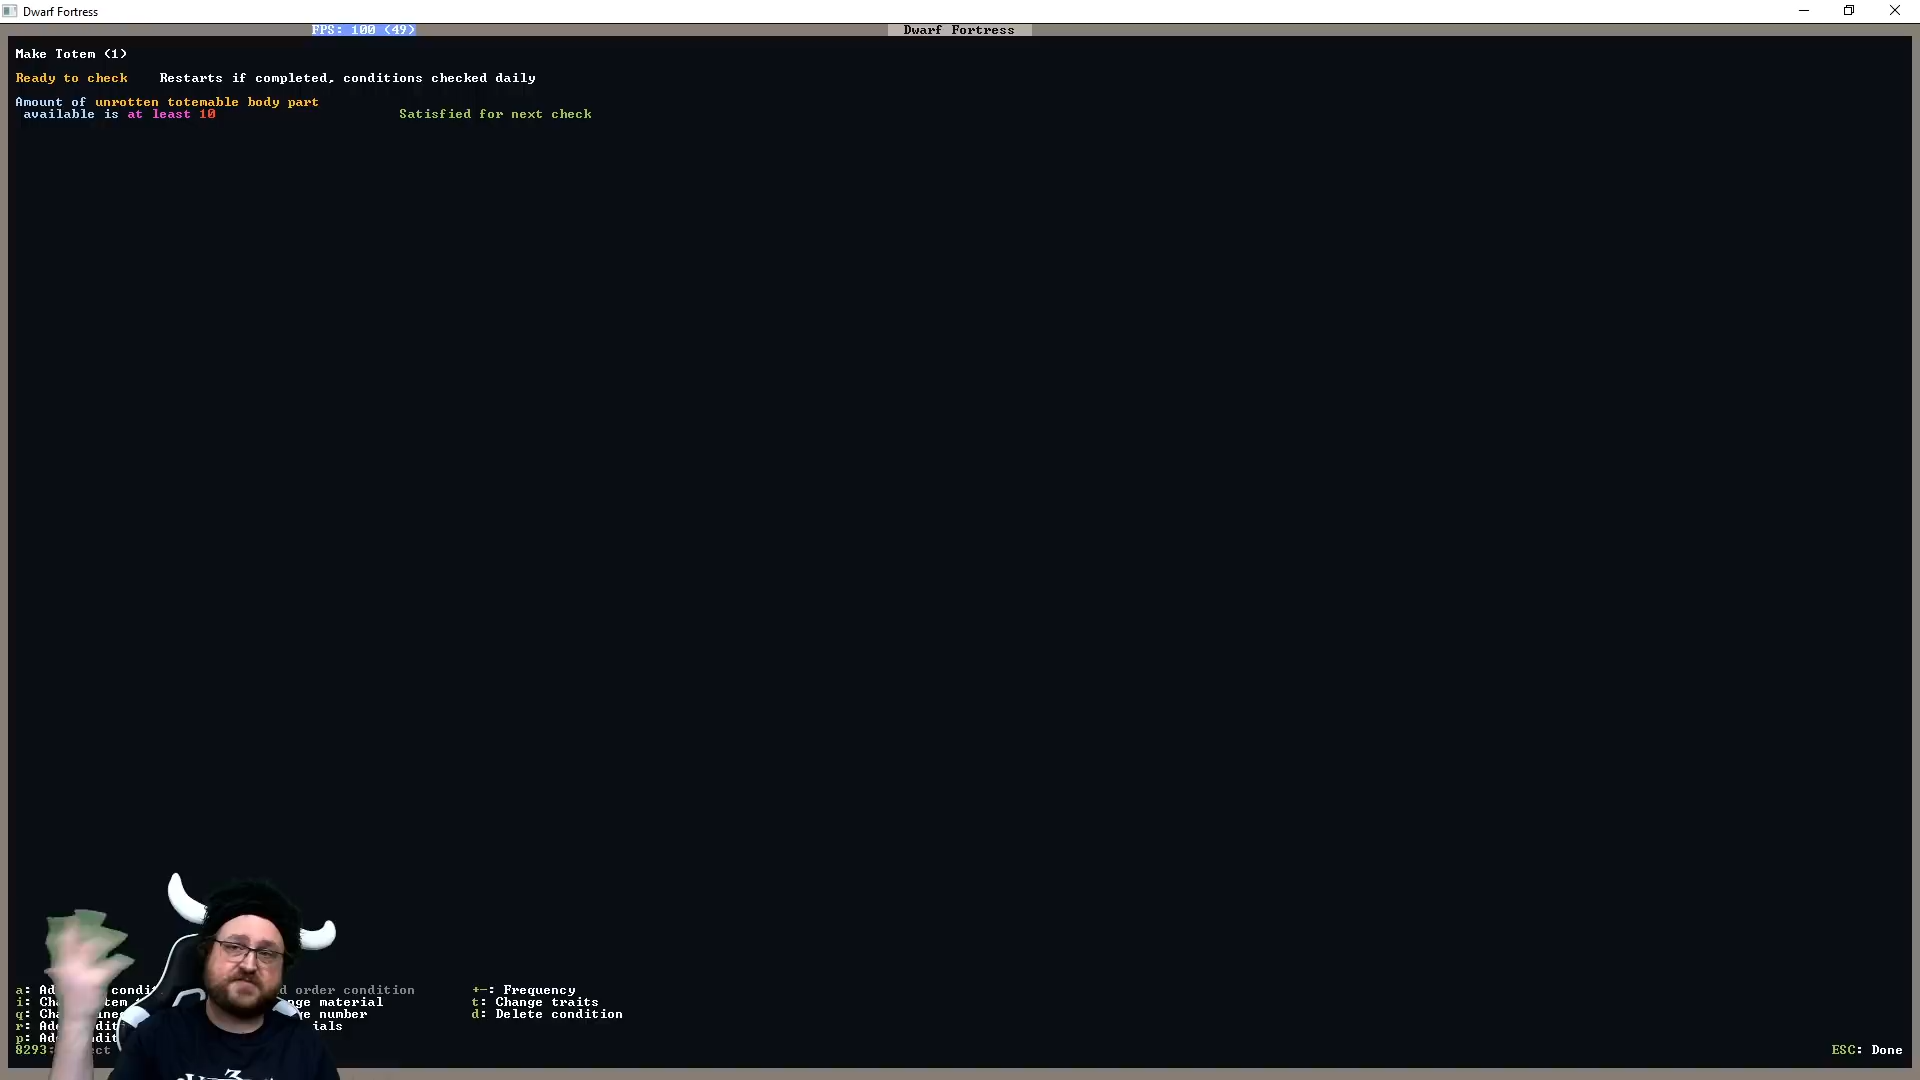 Dwarf Fortress
FPS: 100 (49) Dwarf Fortress
Make Totem (1)
Ready to check Restarts if completed, conditions checked daily
Amount of unrotten totemable body part
available is at least 10 Satisfied for next check
a: order condition +-: Frequency
i: material t: Change traits
q: number d: Delete condition
r:
p:
8293: ESC: Done